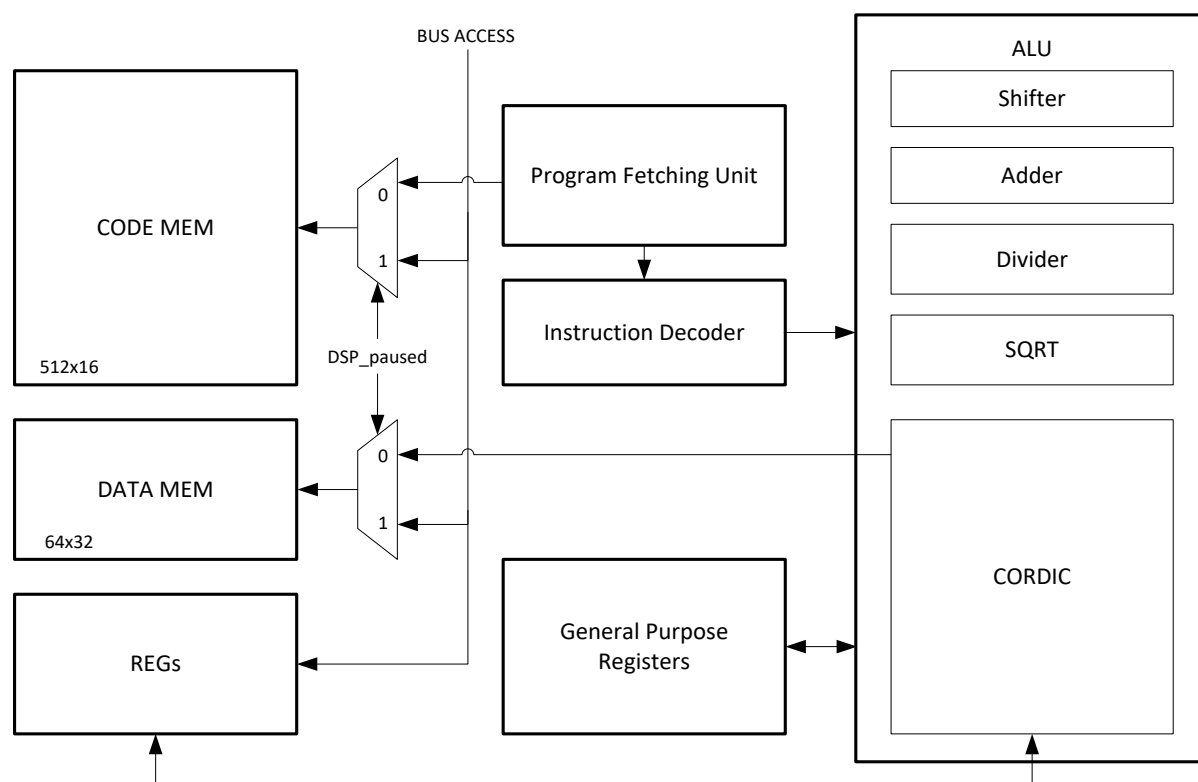 BUS ACCESS
ALU
Shifter
Program Fetching Unit
Adder
0
CODE MEM
1
Divider
Instruction Decoder
DSP_paused
SQRT
512x16
0
DATA MEM
1
64x32
CORDIC
General Purpose
Registers
REGs